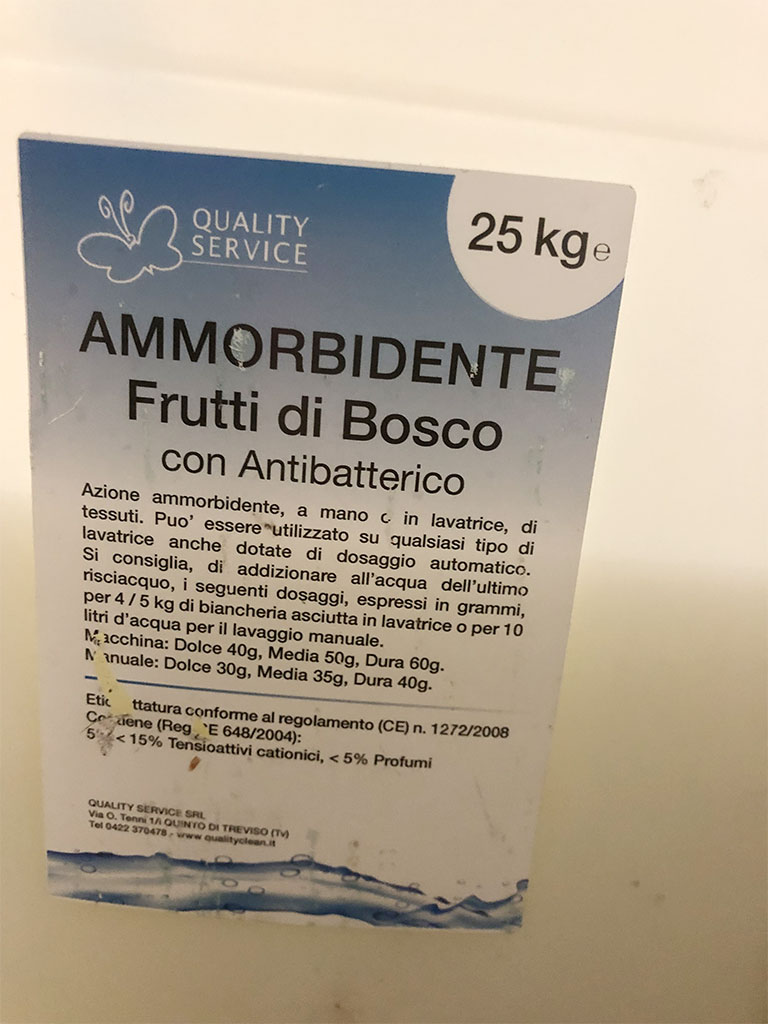 QUALITY
SERVICE
25 kg e
AMMORBIDENTE
Frutti di Bosco
con Antibatterico
Azione ammorbidente, a mano o in lavatrice, di
tessuti. Puo' essere utilizzato su qualsiasi tipo di
lavatrice anche dotate di dosaggio automatico.
Si consiglia, di addizionare all'acqua dell'ultimo
risciacquo, i seguenti dosaggi, espressi in grammi,
per 4 / 5 kg di biancheria asciutta in lavatrice o per 10
litri d'acqua per il lavaggio manuale.
Macchina: Dolce 40g, Media 50g, Dura 60g.
Manuale: Dolce 30g, Media 35g, Dura 40g.
conforme al regolamento (CE) n. 1272/2008
(Reg. CE 648/2004):
< 15% Tensioattivi cationici, < 5% Profumi
QUALITY SERVICE SRL
Via O. Tenni 1/ QUINTO DI TREVISO (Tv)
Tel 0422 370478 - www.qualityclean.it